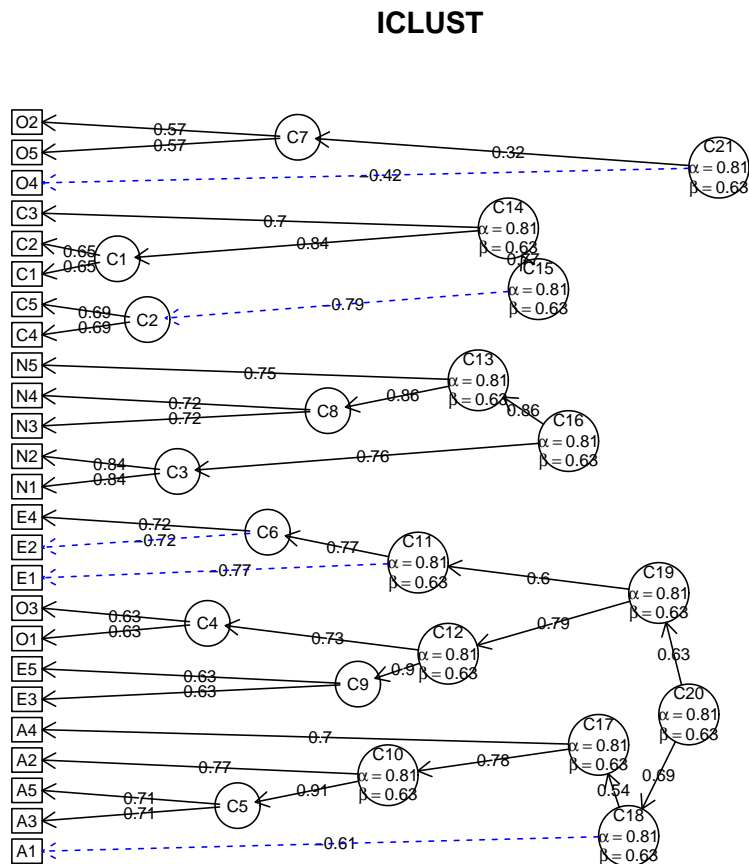 ICLUST
O2
O5
O4
C3
C2
C1
C5
C4
N5
N4
N3
N2
N1
E4
E2
E1
O3
O1
E5
E3
A4
A2
A5
A3
A1
0.57
0.57
C7
0.32
-0.42
C21
α = 0.81
β = 0.63
0.7
0.84
C14
α = 0.81
β = 0.63
0.65
0.65
C1
0.77
C15
α = 0.81
β = 0.63
0.69
0.69
C2
-0.79
0.75
C13
α = 0.81
β = 0.63
0.72
0.72
C8
0.86
0.86
C16
α = 0.81
β = 0.63
0.84
0.84
C3
0.76
0.72
-0.72
C6
0.77
-0.77
C11
α = 0.81
β = 0.63
0.6
C19
α = 0.81
β = 0.63
0.63
0.63
C4
0.73
C12
α = 0.81
β = 0.63
0.79
0.63
0.63
C9
0.9
0.63
C20
α = 0.81
β = 0.63
0.69
0.7
C17
α = 0.81
β = 0.63
0.77
C10
α = 0.81
β = 0.63
0.78
0.71
0.71
C5
0.91
0.54
C18
α = 0.81
β = 0.63
-0.61